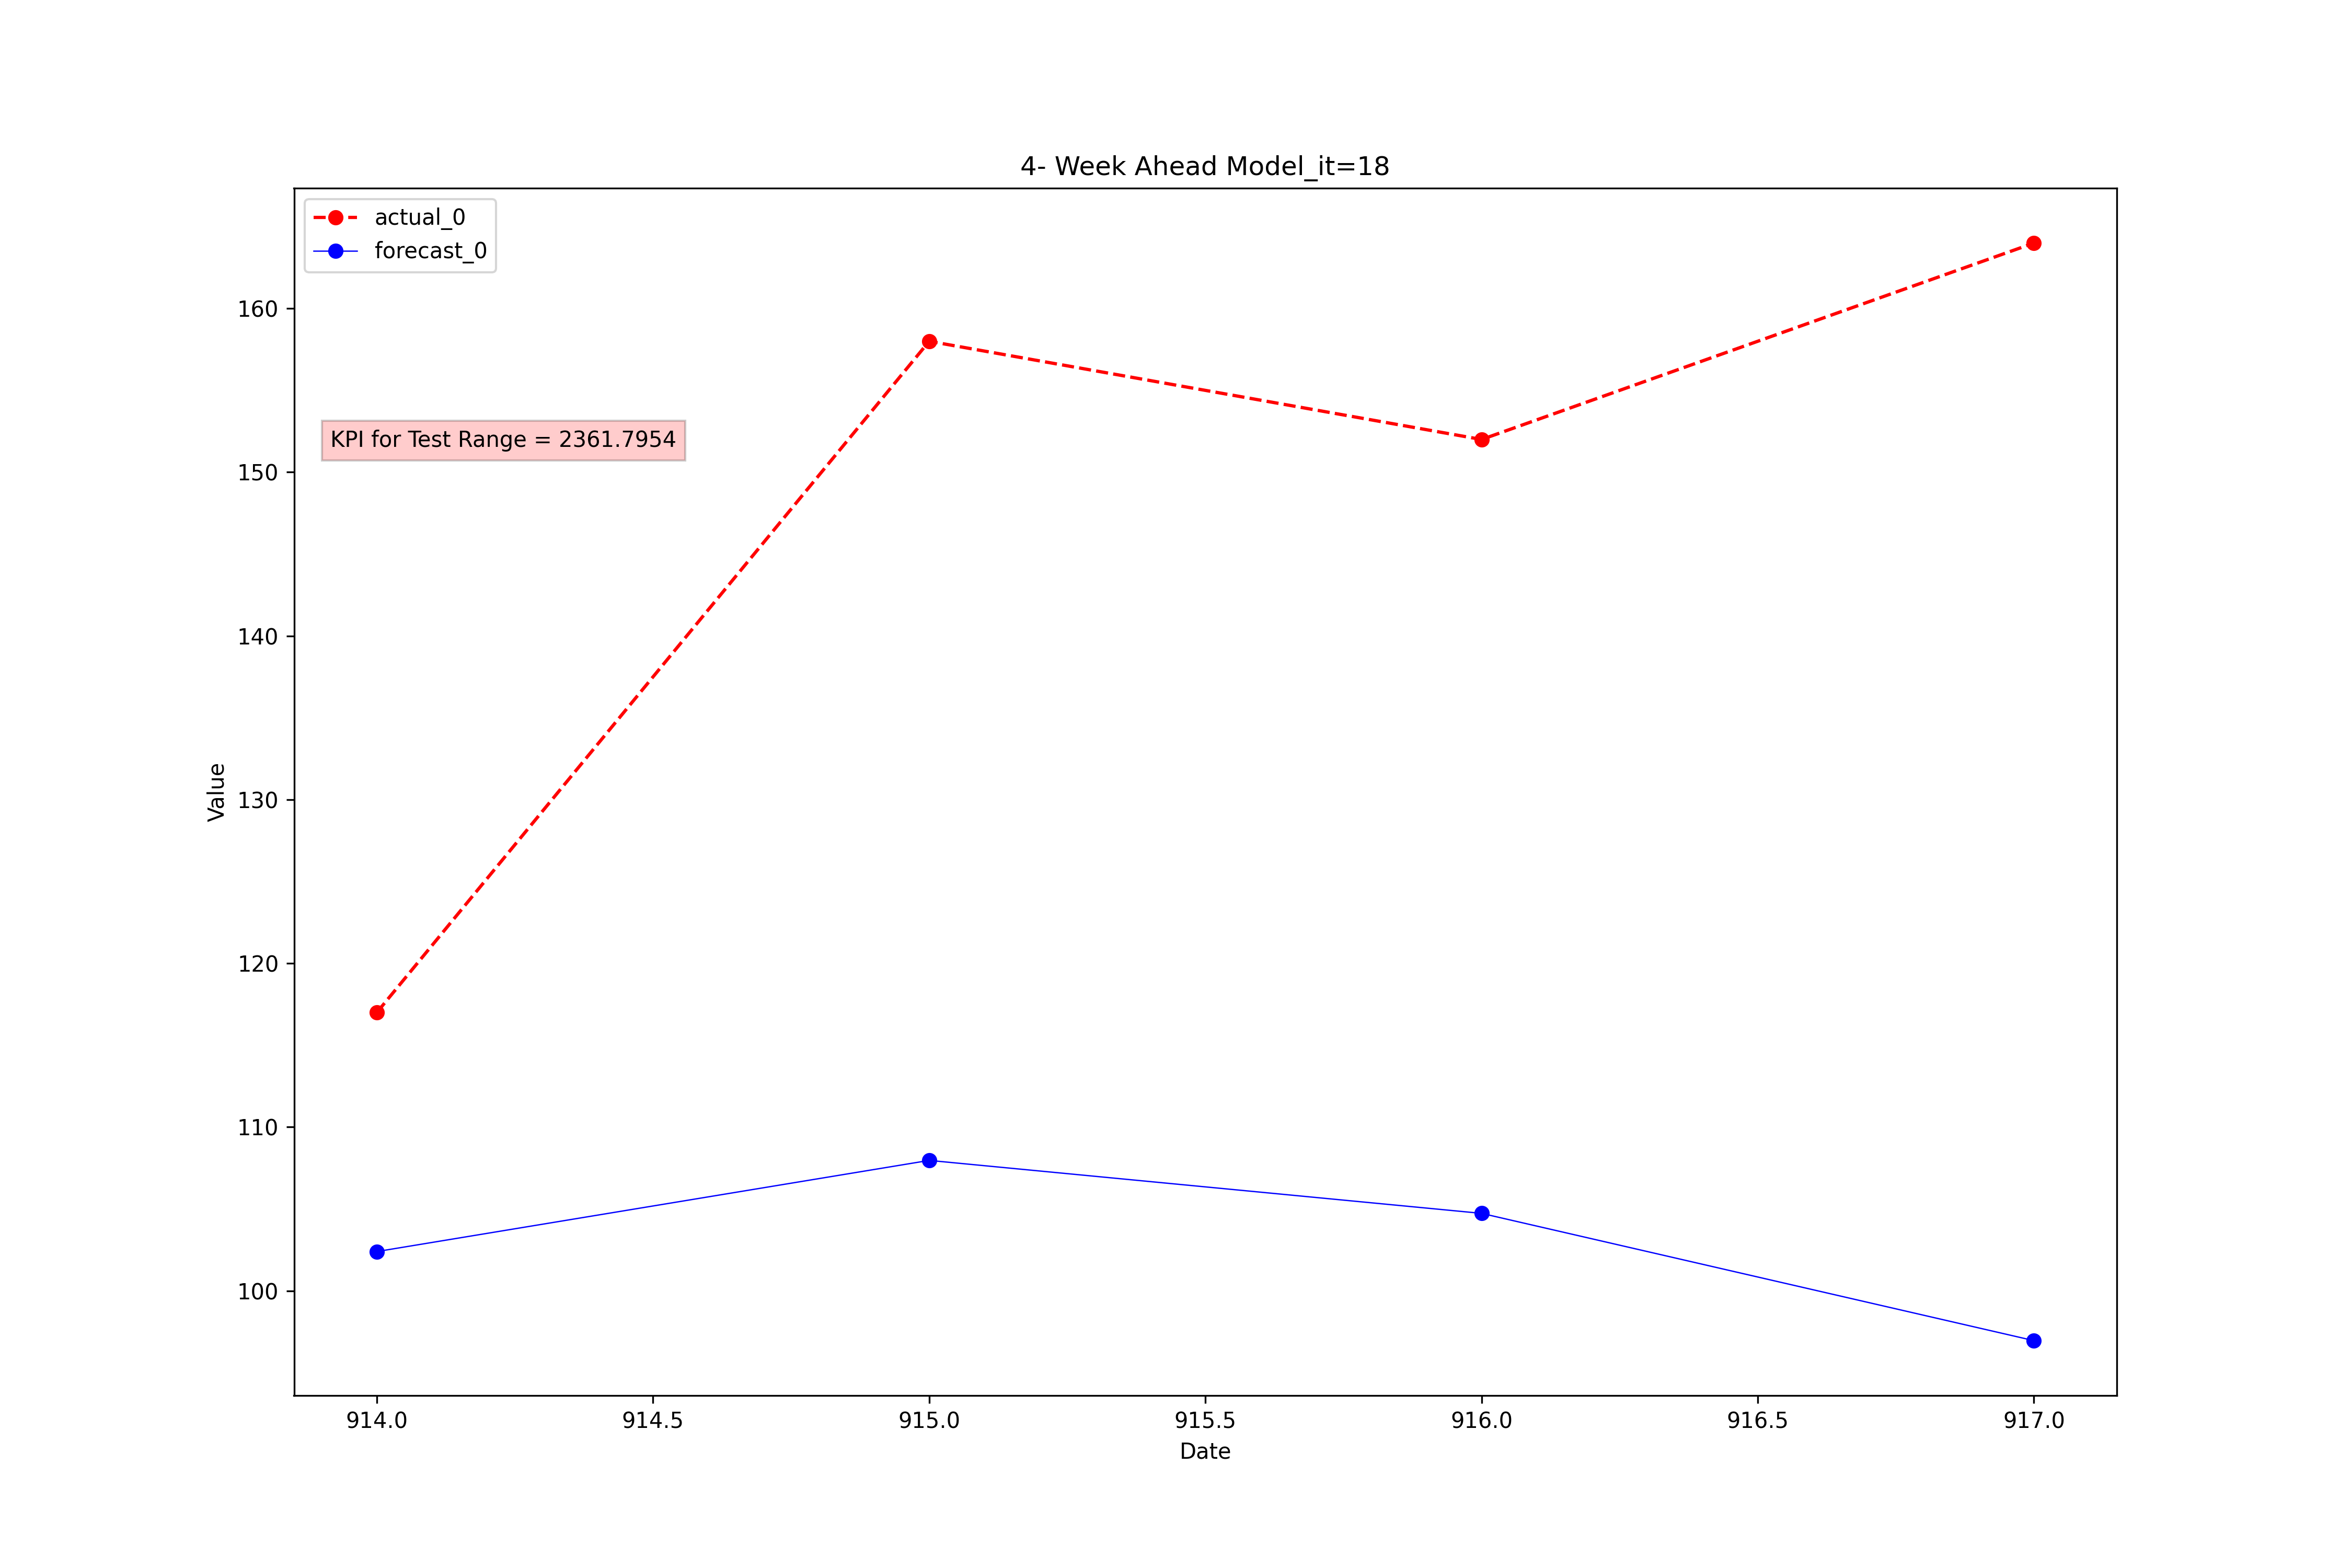 4- Week Ahead Model_it=18
actual_0
forecast_0
160
KPI for Test Range = 2361.7954
150
140
130
Value
120
110
100
914.0 914.5 915.0 915.5 916.0 916.5 917.0
Date